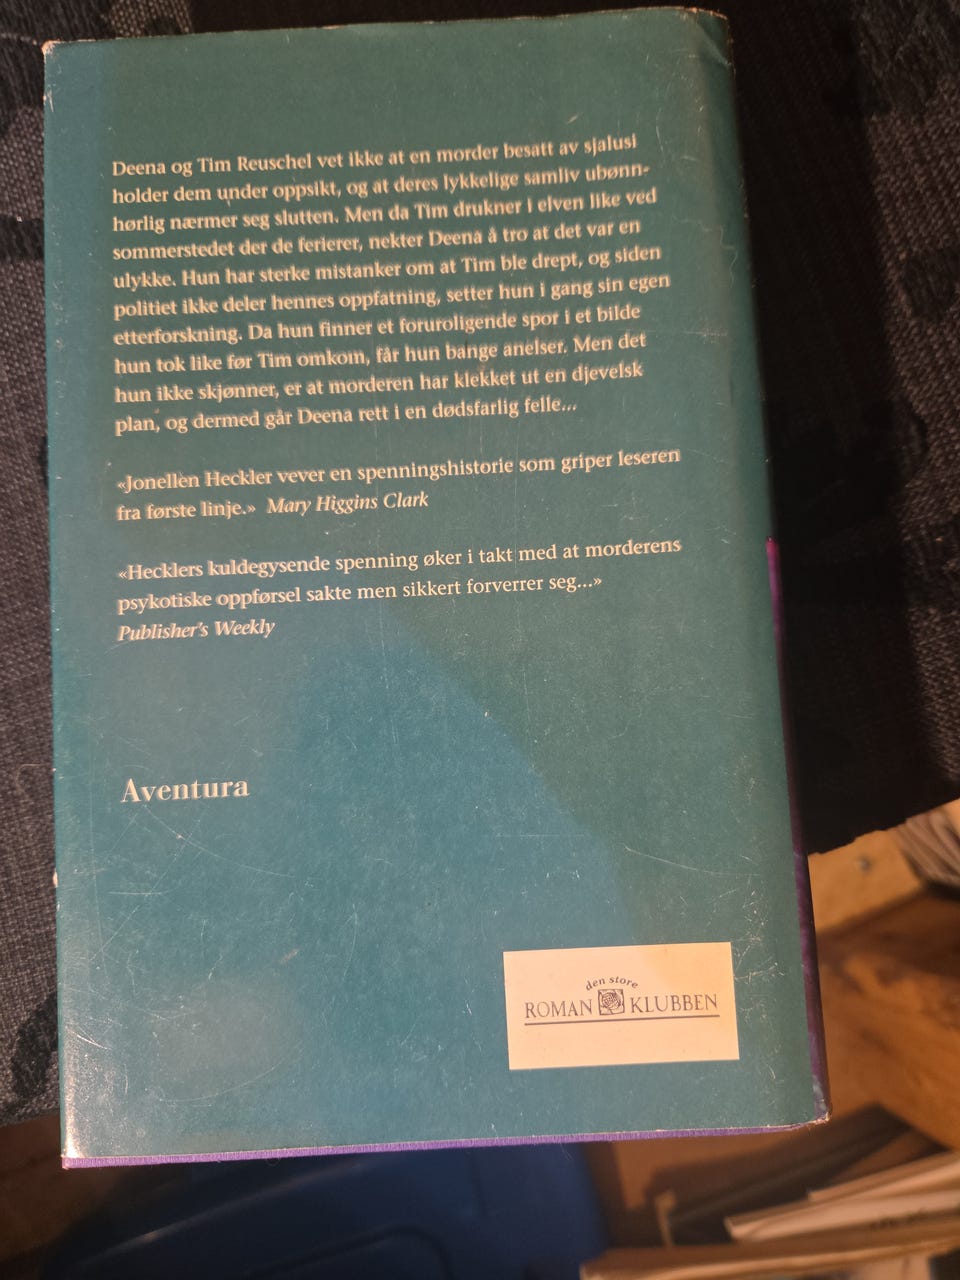 Deena og Tim Reuschel vet ikke at en morder besatt av sjalusi
holder dem under oppsikt, og at deres lykkelige samliv ubønn-
hørlig nærmer seg slutten. Men da Tim drukner i elven like ved
sommerstedet der de ferierer, nekter Deena å tro at det var en
ulykke. Hun har sterke mistanker om at Tim ble drept, og siden
politiet ikke deler hennes oppfatning, setter hun i gang sin egen
etterforskning. Da hun finner et foruroligende spor i et bilde
hun tok like før Tim omkom, får hun bange anelser. Men det
hun ikke skjønner, er at morderen har klekket ut en djevelsk
plan, og dermed går Deena rett i en dødsfarlig felle...
«Jonellen Heckler vever en spenningshistorie som griper leseren
fra første linje.» Mary Higgins Clark
«Hecklers kuldegysende spenning øker i takt med at morderens
psykotiske oppførsel sakte men sikkert forverrer seg...»
Publisher's Weekly
Aventura
den store
ROMAN KLUBBEN